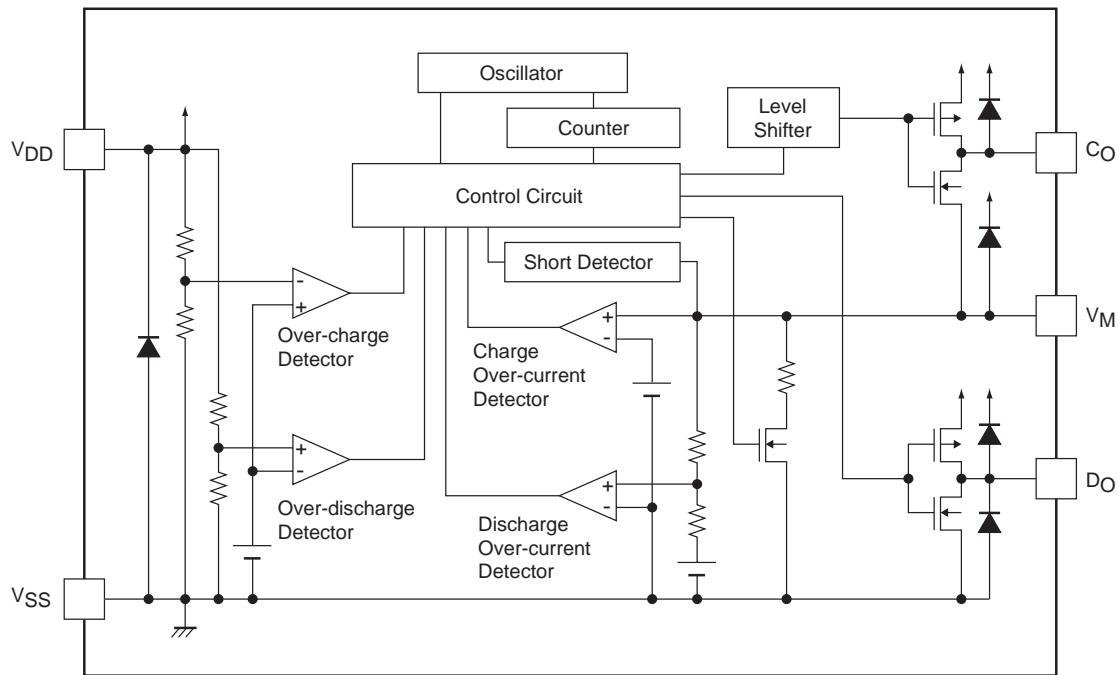 Oscillator
Counter
Level
Shifter
VDD
CO
Control Circuit
Short Detector
-
+
Over-charge
Detector
+
-
Charge
Over-current
Detector
VM
+
-
Over-discharge
Detector
+
-
Discharge
Over-current
Detector
DO
VSS